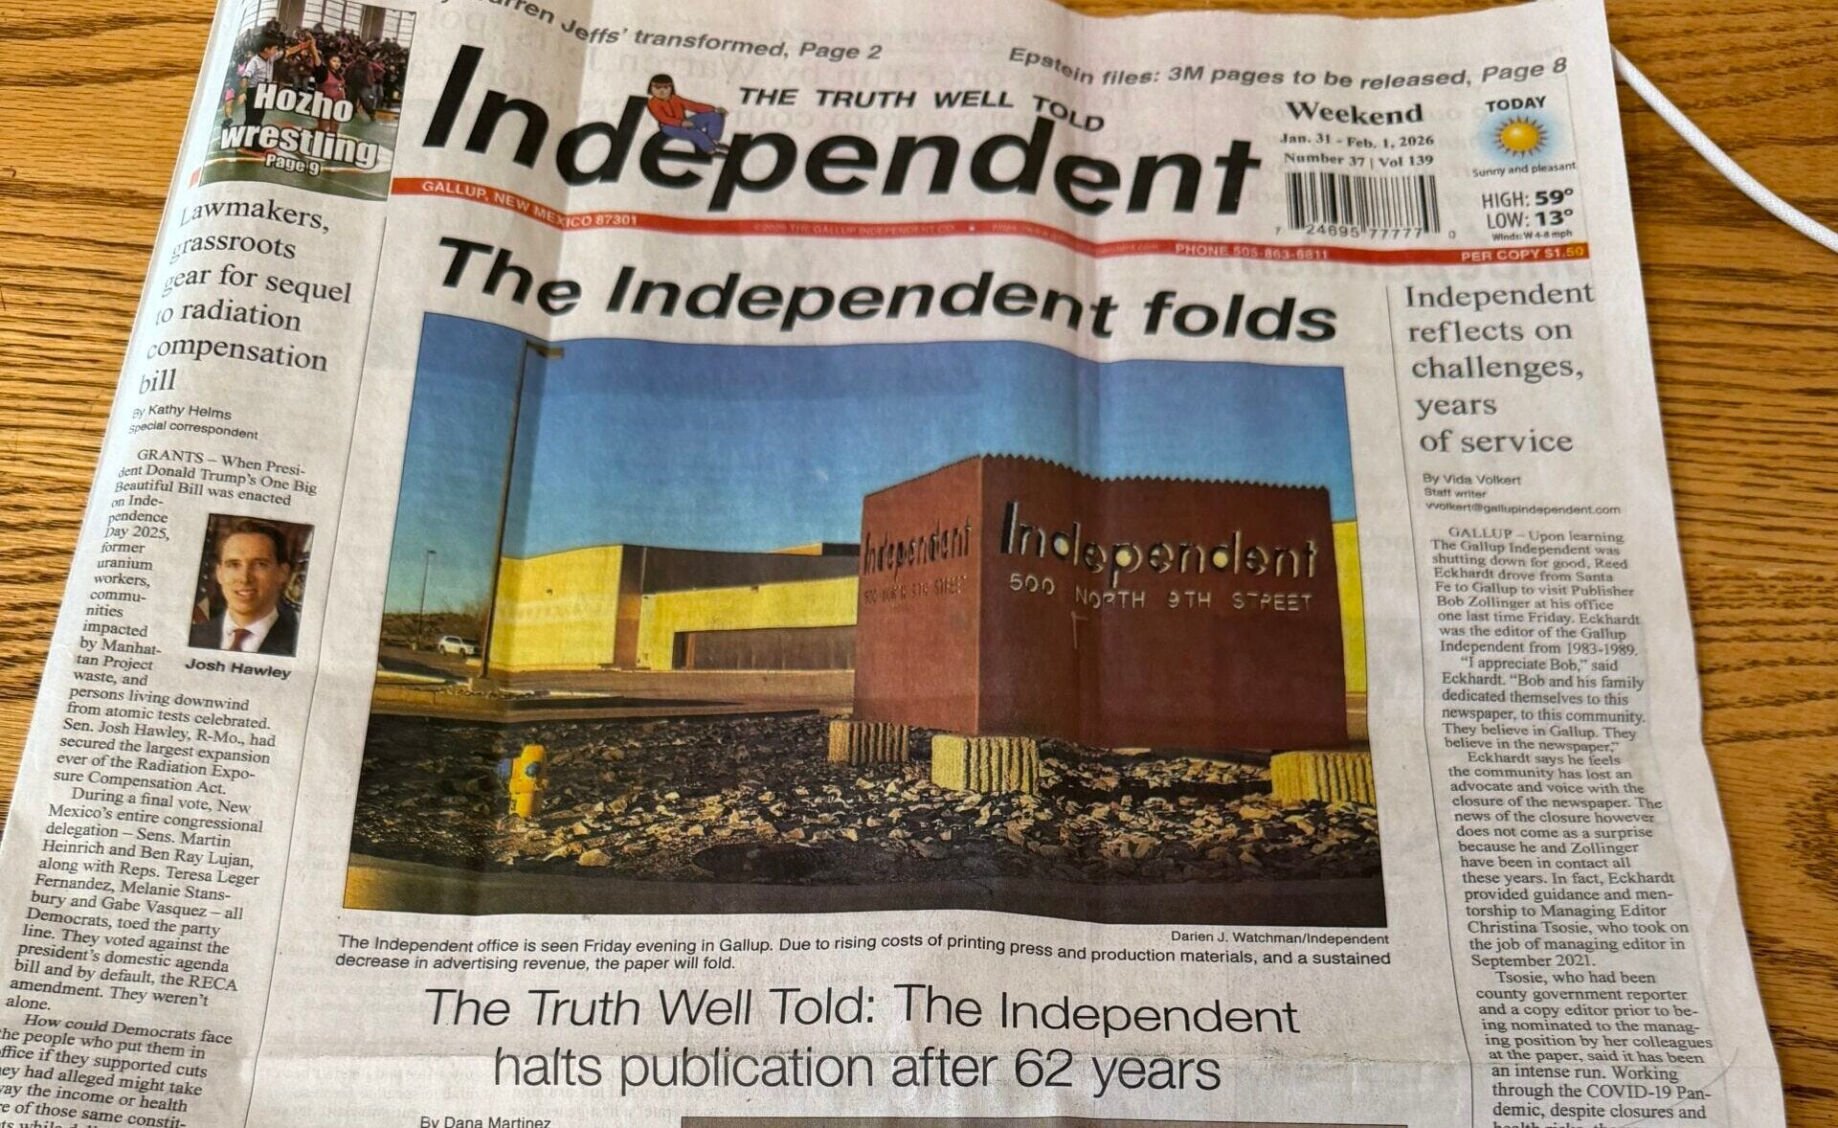 Jeffs' transformed, Page 2
Epstein files: 3M pages to be released, Page 8
Hozho
wrestling
Page 9
THE TRUTH WELL TOLD
Independent
Weekend
Jan. 31 - Feb. 1, 2026
Number 37 | Vol 139
7 24695 77777 0
TODAY
Sunny and pleasant
HIGH: 59°
LOW: 13°
Winds: W 4-8 mph
GALLUP, NEW MEXICO 87301
PHONE 505-863-6811
PER COPY $1.50
Lawmakers,
grassroots
gear for sequel
to radiation
compensation
bill
By Kathy Helms
Special correspondent
GRANTS – When Presi-
dent Donald Trump's One Big
Beautiful Bill was enacted
on Inde-
pendence
Day 2025,
former
uranium
workers,
commu-
nities
impacted
by Manhat-
tan Project
waste, and
persons living downwind
from atomic tests celebrated.
Sen. Josh Hawley, R-Mo., had
secured the largest expansion
ever of the Radiation Expo-
sure Compensation Act.
During a final vote, New
Mexico's entire congressional
delegation – Sens. Martin
Heinrich and Ben Ray Lujan,
along with Reps. Teresa Leger
Fernandez, Melanie Stans-
bury and Gabe Vasquez – all
Democrats, toed the party
line. They voted against the
president's domestic agenda
bill and by default, the RECA
amendment. They weren't
alone.
How could Democrats face
the people who put them in
office if they supported cuts
they had alleged might take
way the income or health
of those same constit-
Josh Hawley
The Independent folds
Independent
Independent
500 NORTH 9TH STREET
Darien J. Watchman/Independent
The Independent office is seen Friday evening in Gallup. Due to rising costs of printing press and production materials, and a sustained
decrease in advertising revenue, the paper will fold.
The Truth Well Told: The Independent
halts publication after 62 years
By Dana Martinez
Independent
reflects on
challenges,
years
of service
By Vida Volkert
Staff writer
vvolkert@gallupindependent.com
GALLUP – Upon learning
The Gallup Independent was
shutting down for good, Reed
Eckhardt drove from Santa
Fe to Gallup to visit Publisher
Bob Zollinger at his office
one last time Friday. Eckhardt
was the editor of the Gallup
Independent from 1983-1989.
"I appreciate Bob," said
Eckhardt. "Bob and his family
dedicated themselves to this
newspaper, to this community.
They believe in Gallup. They
believe in the newspaper,"
Eckhardt says he feels
the community has lost an
advocate and voice with the
closure of the newspaper. The
news of the closure however
does not come as a surprise
because he and Zollinger
have been in contact all
these years. In fact, Eckhardt
provided guidance and men-
torship to Managing Editor
Christina Tsosie, who took on
the job of managing editor in
September 2021.
Tsosie, who had been
county government reporter
and a copy editor prior to be-
ing nominated to the manag-
ing position by her colleagues
at the paper, said it has been
an intense run. Working
through the COVID-19 Pan-
demic, despite closures and